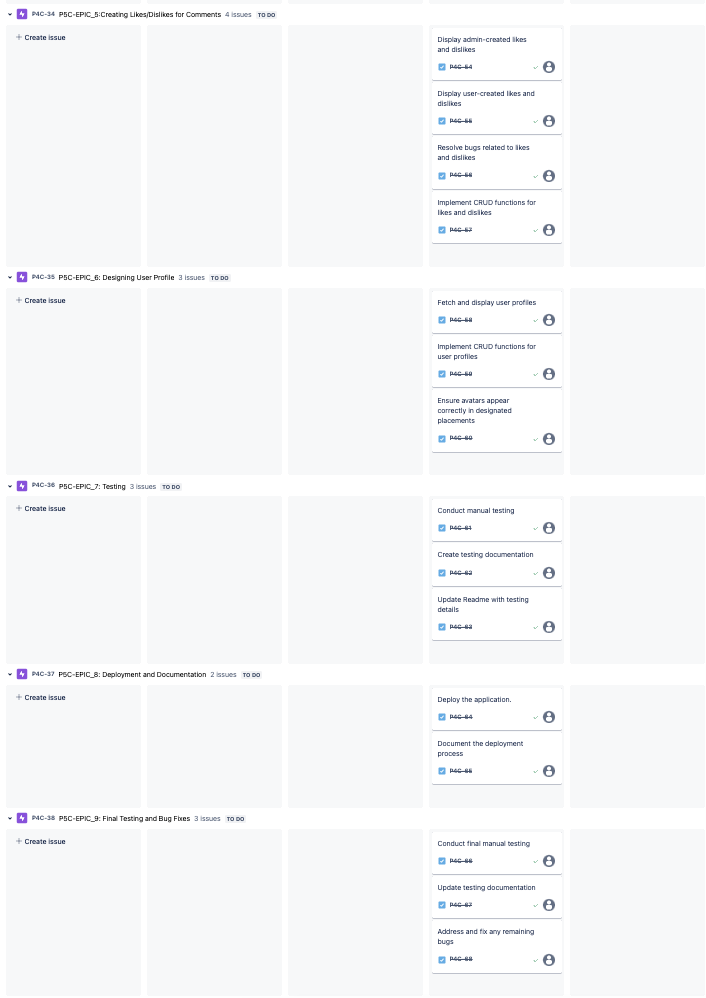 P4C-34 P5C-EPIC_5:Creating Likes/Dislikes for Comments 4 issues TO DO
+ Create issue
Display admin-created likes
and dislikes
P4C-54
Display user-created likes and
dislikes
P4C-55
Resolve bugs related to likes
and dislikes
P4C-56
Implement CRUD functions for
likes and dislikes
P4C-57
P4C-35 P5C-EPIC_6: Designing User Profile 3 issues TO DO
+ Create issue
Fetch and display user profiles
P4C-58
Implement CRUD functions for
user profiles
P4C-59
Ensure avatars appear
correctly in designated
placements
P4C-60
P4C-36 P5C-EPIC_7: Testing 3 issues TO DO
+ Create issue
Conduct manual testing
P4C-61
Create testing documentation
P4C-62
Update Readme with testing
details
P4C-63
P4C-37 P5C-EPIC_8: Deployment and Documentation 2 issues TO DO
+ Create issue
Deploy the application.
P4C-64
Document the deployment
process
P4C-65
P4C-38 P5C-EPIC_9: Final Testing and Bug Fixes 3 issues TO DO
+ Create issue
Conduct final manual testing
P4C-66
Update testing documentation
P4C-67
Address and fix any remaining
bugs
P4C-68